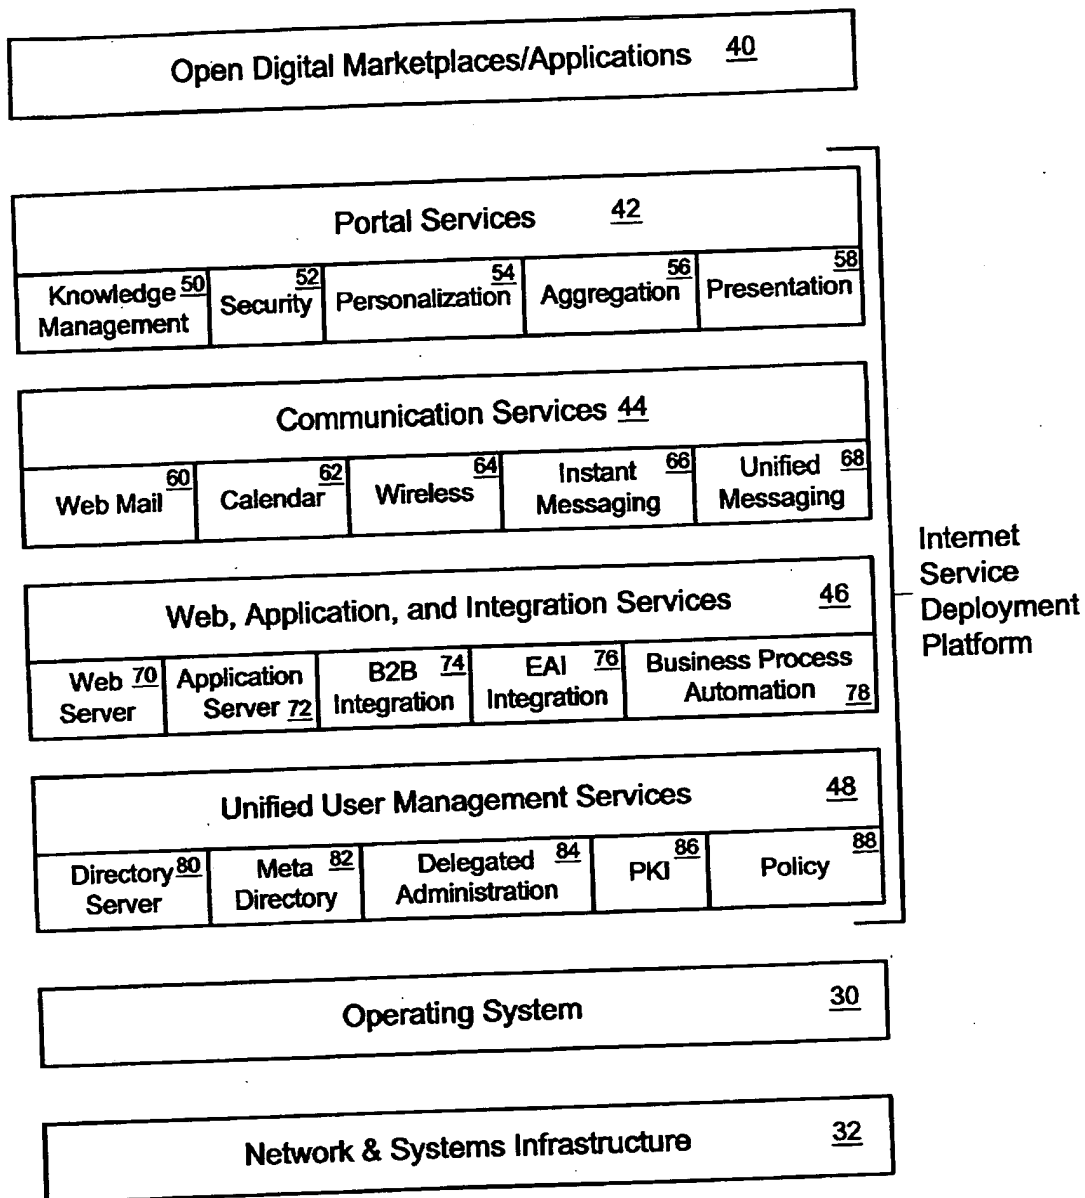 Open Digital Marketplaces/Applications 40
Portal Services 42
Knowledge 50
Management
Security 52
Personalization 54
Aggregation 56
Presentation 58
Communication Services 44
Web Mail 60
Calendar 62
Wireless 64
Instant 66
Messaging
Unified 68
Messaging
Web, Application, and Integration Services 46
Web 70
Server
Application
Server 72
B2B 74
Integration
EAI 76
Integration
Business Process
Automation 78
Unified User Management Services 48
Directory 80
Server
Meta 82
Directory
Delegated 84
Administration
PKI 86
Policy 88
Internet
Service
Deployment
Platform
Operating System 30
Network & Systems Infrastructure 32